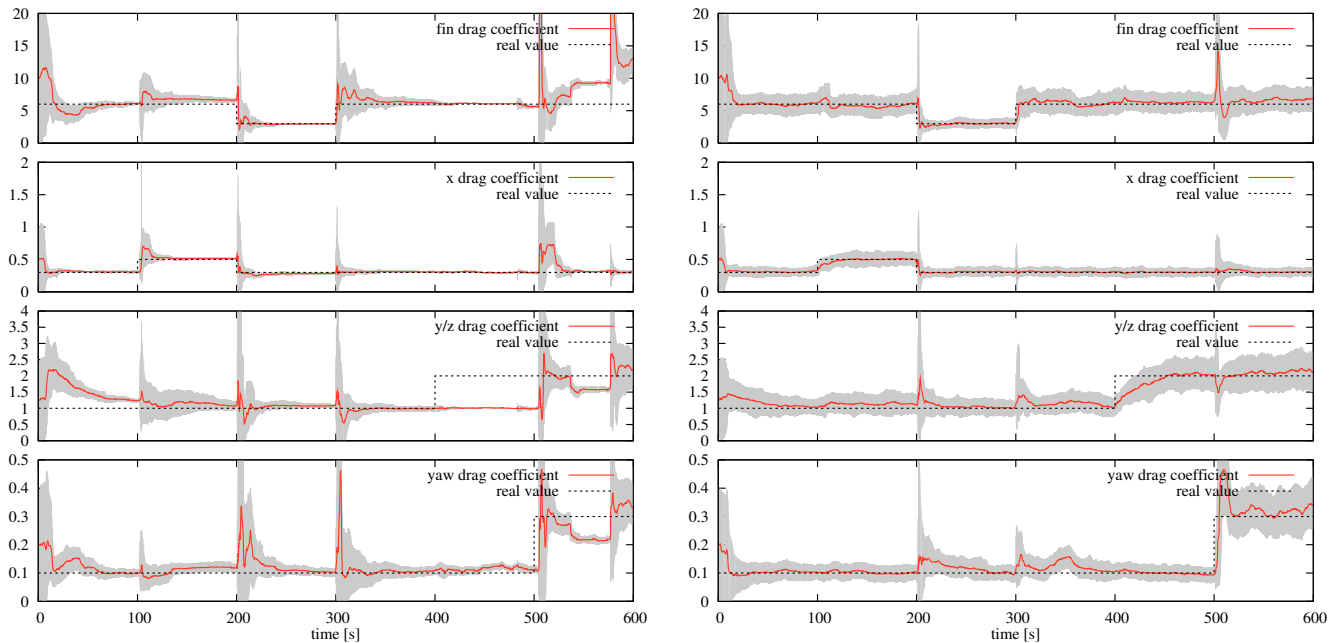 20
fin drag coefficient
real value
15
10
5
0
2
x drag coefficient
real value
1.5
1
0.5
0
4
y/z drag coefficient
3.5
real value
3
2.5
2
1.5
1
0.5
0
0.5
yaw drag coefficient
real value
0.4
0.3
0.2
0.1
0
0 100 200 300 400 500 600
time [s]
20
fin drag coefficient
real value
15
10
5
0
2
x drag coefficient
real value
1.5
1
0.5
0
4
y/z drag coefficient
3.5
real value
3
2.5
2
1.5
1
0.5
0
0.5
yaw drag coefficient
real value
0.4
0.3
0.2
0.1
0
0 100 200 300 400 500 600
time [s]